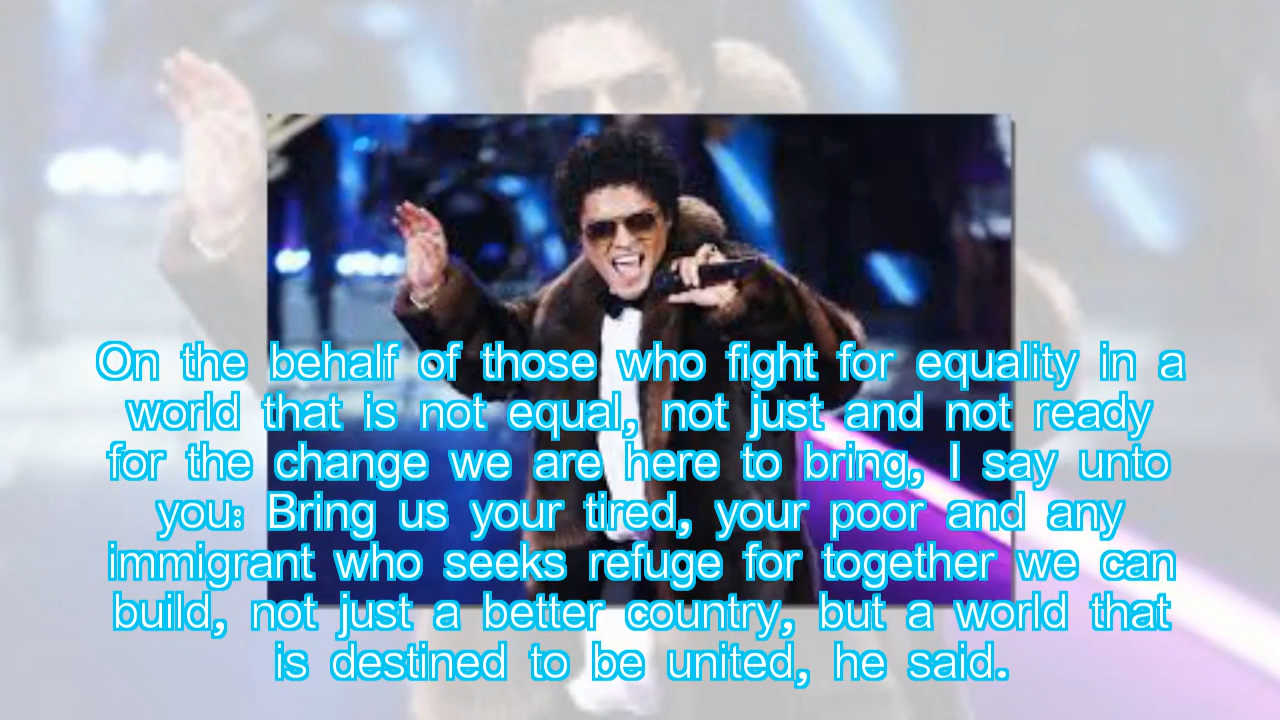 On the behalf of those who fight for equality in a
world that is not equal, not just and not ready
for the change we are here to bring, I say unto
you: Bring us your tired, your poor and any
immigrant who seeks refuge for together we can
build, not just a better country, but a world that
is destined to be united, he said.